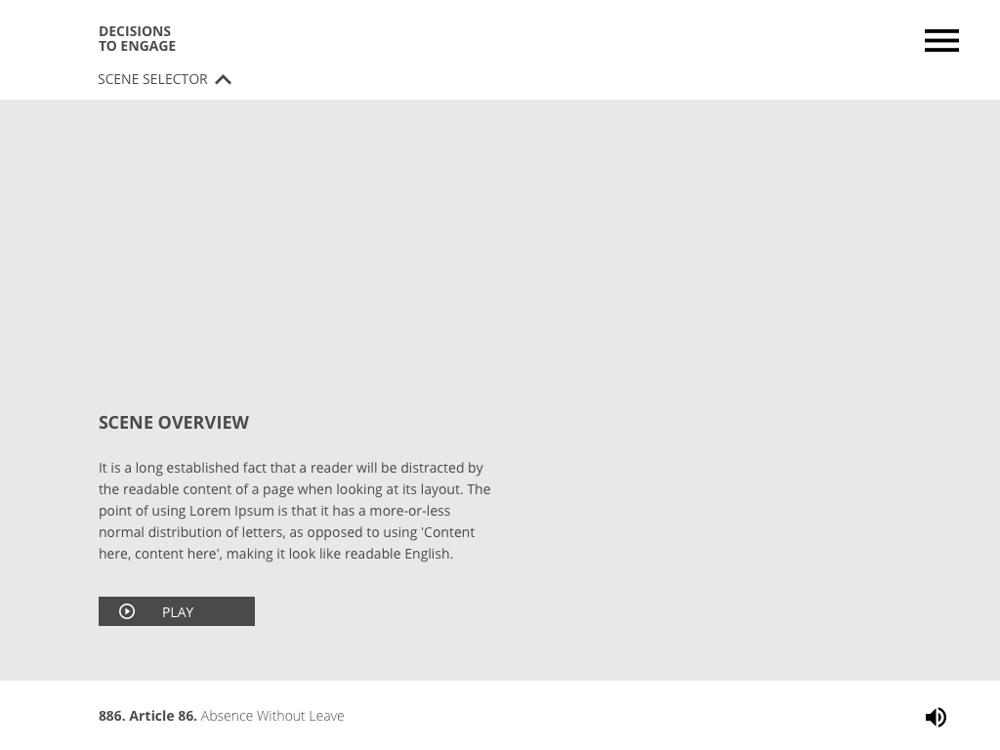 DECISIONS
TO ENGAGE
SCENE SELECTOR
SCENE OVERVIEW
It is a long established fact that a reader will be distracted by
the readable content of a page when looking at its layout. The
point of using Lorem Ipsum is that it has a more-or-less
normal distribution of letters, as opposed to using 'Content
here, content here', making it look like readable English.
PLAY
886. Article 86. Absence Without Leave